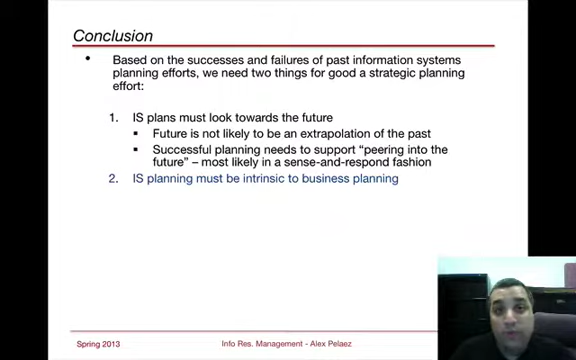 Conclusion
• Based on the successes and failures of past information systems
planning efforts, we need two things for good a strategic planning
effort:
1. IS plans must look towards the future
▪ Future is not likely to be an extrapolation of the past
▪ Successful planning needs to support “peering into the
future” – most likely in a sense-and-respond fashion
2. IS planning must be intrinsic to business planning
Spring 2013
Info Res. Management - Alex Pelaez